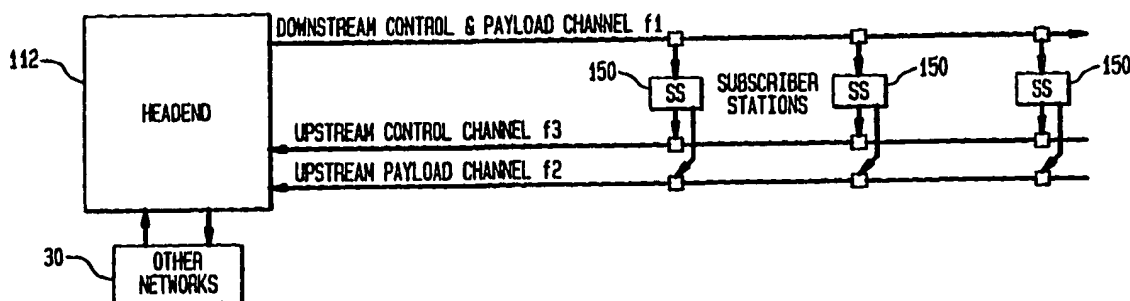 DOWNSTREAM CONTROL & PAYLOAD CHANNEL f1
112
HEADEND
150
SS
SUBSCRIBER
STATIONS
150
SS
150
SS
UPSTREAM CONTROL CHANNEL f3
UPSTREAM PAYLOAD CHANNEL f2
30
OTHER
NETWORKS